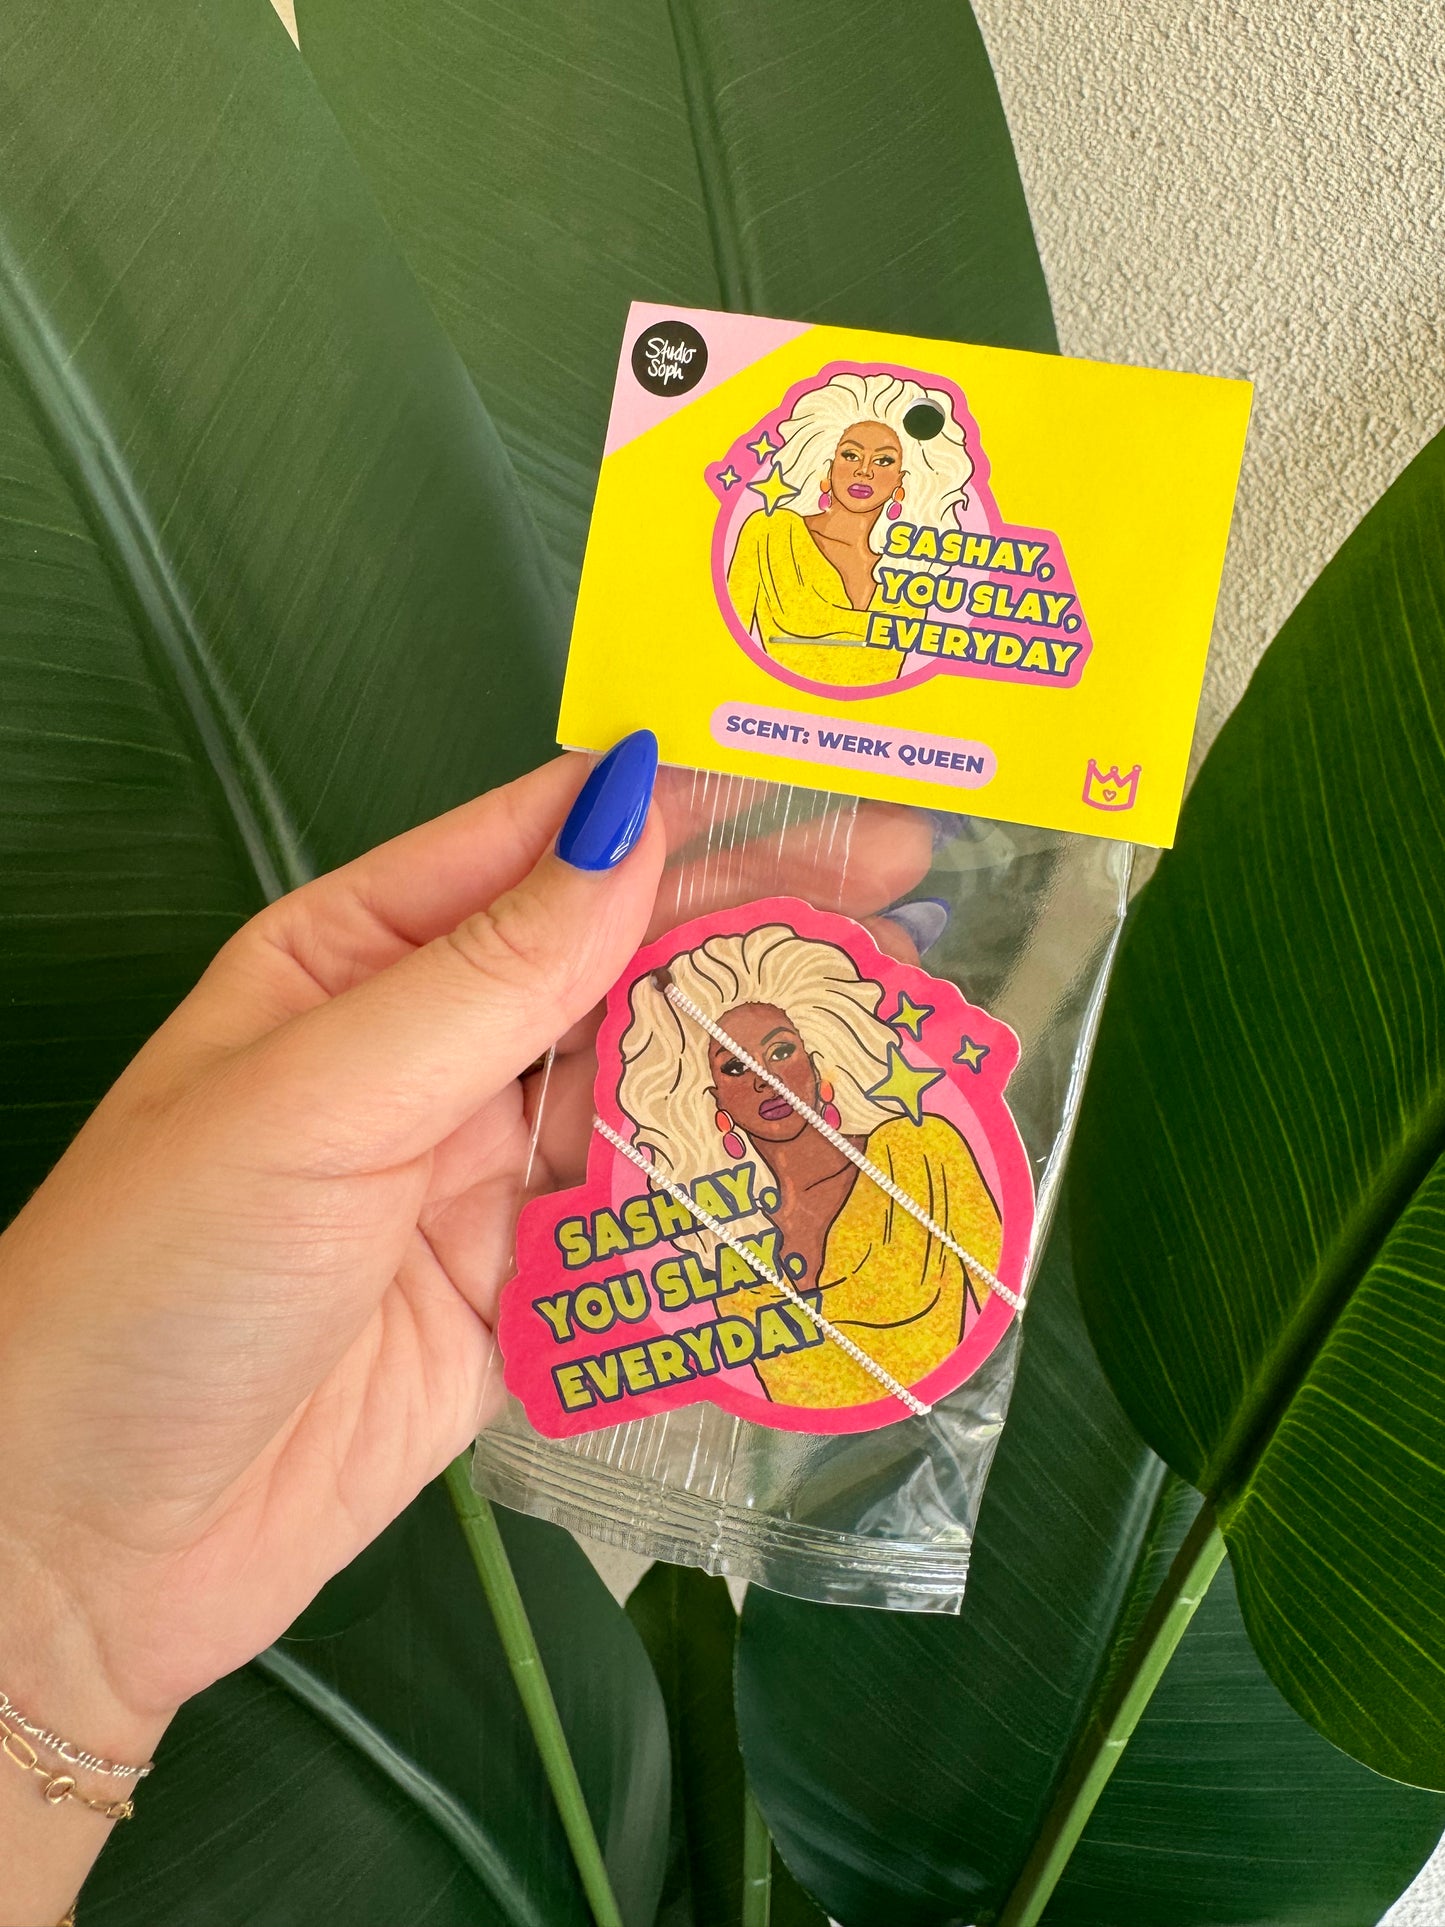 Studio
Soph
SASHAY,
YOU SLAY,
EVERYDAY
SCENT: WERK QUEEN
SASHAY,
YOU SLAY,
EVERYDAY